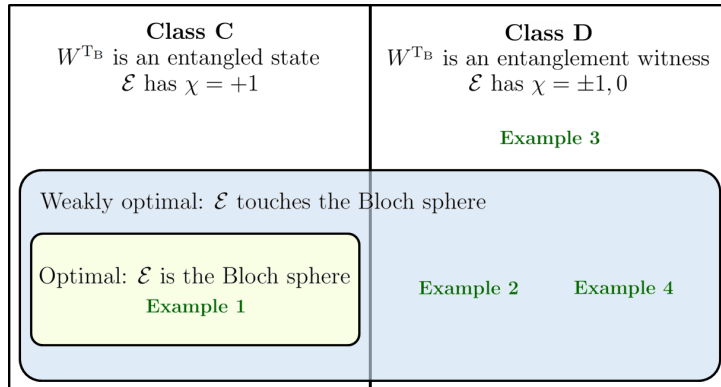 Class C
W^{T_B} is an entangled state
ℰ has χ = +1
Class D
W^{T_B} is an entanglement witness
ℰ has χ = ±1, 0
Example 3
Weakly optimal: ℰ touches the Bloch sphere
Optimal: ℰ is the Bloch sphere
Example 1
Example 2
Example 4